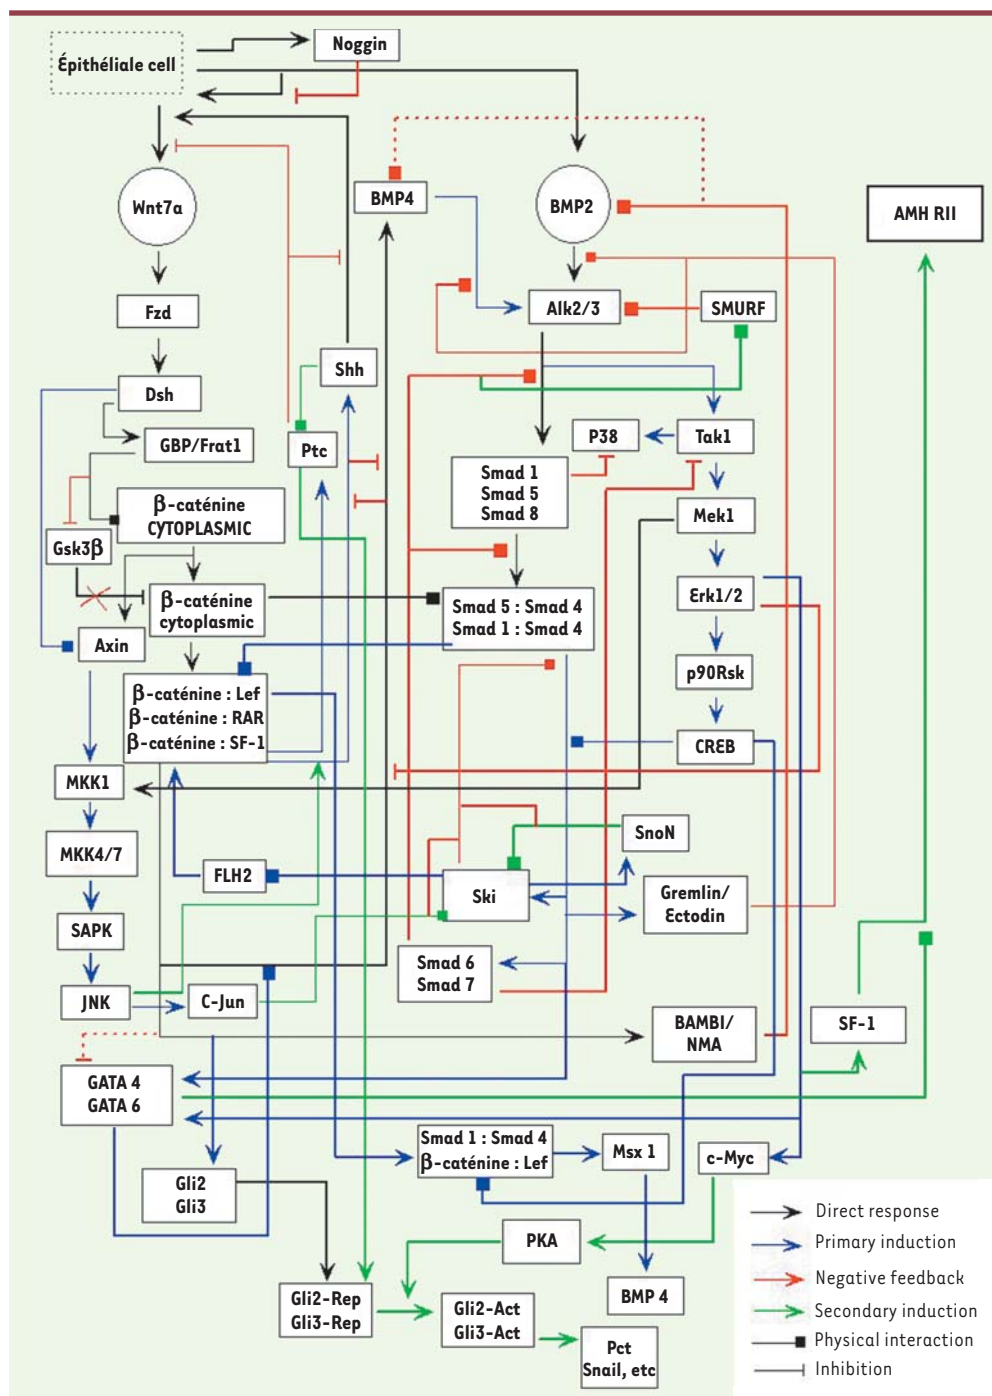 Épithéliale cell
Noggin
Wnt7a
BMP4
BMP2
AMH RII
Fzd
Alk2/3
SMURF
Dsh
Shh
GBP/Frat1
Ptc
P38
Tak1
Smad 1
Smad 5
Smad 8
β-caténine
CYTOPLASMIC
Mek1
Gsk3β
β-caténine
cytoplasmic
Smad 5 : Smad 4
Smad 1 : Smad 4
Erk1/2
Axin
p90Rsk
β-caténine : Lef
β-caténine : RAR
β-caténine : SF-1
CREB
MKK1
MKK4/7
SnoN
FLH2
Ski
Gremlin/
Ectodin
SAPK
Smad 6
Smad 7
JNK
C-Jun
BAMBI/
NMA
SF-1
GATA 4
GATA 6
Smad 1 : Smad 4
β-caténine : Lef
Msx 1
c-Myc
Gli2
Gli3
PKA
Gli2-Rep
Gli3-Rep
Gli2-Act
Gli3-Act
BMP 4
Pct
Snail, etc
Direct response
Primary induction
Negative feedback
Secondary induction
Physical interaction
Inhibition